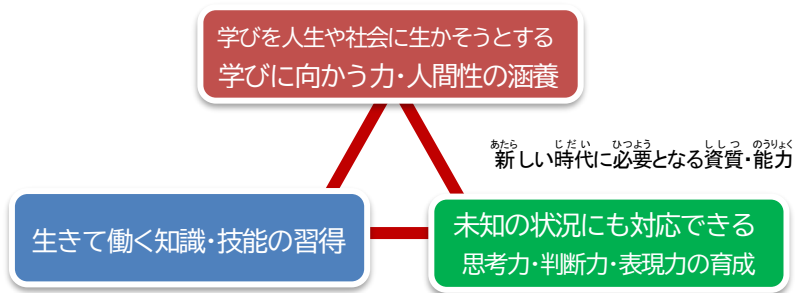 学びを人生や社会に生かそうとする
学びに向かう力・人間性の涵養
あたら じだい ひつよう ししつ のうりょく
新しい時代に必要となる資質・能力
生きて働く知識・技能の習得
未知の状況にも対応できる
思考力・判断力・表現力の育成